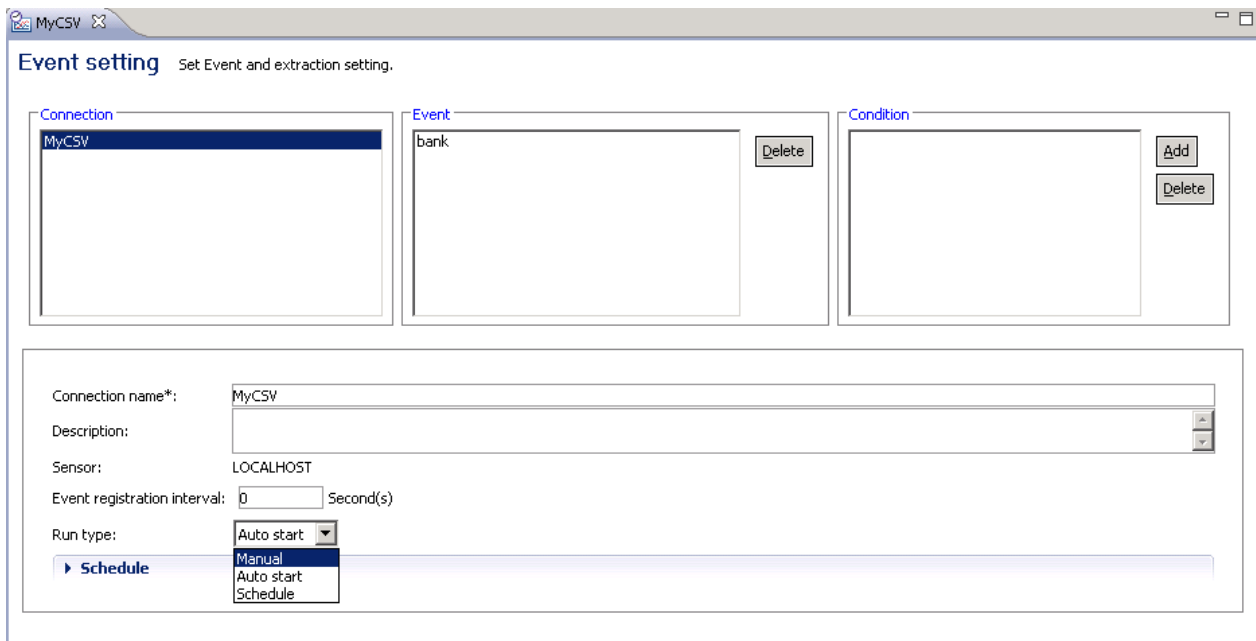 MyCSV
Event setting Set Event and extraction setting.
Connection
MyCSV
Event
bank
Delete
Condition
Add
Delete
Connection name*: MyCSV
Description:
Sensor: LOCALHOST
Event registration interval: 0 Second(s)
Run type: Auto start
Manual
Auto start
Schedule
Schedule